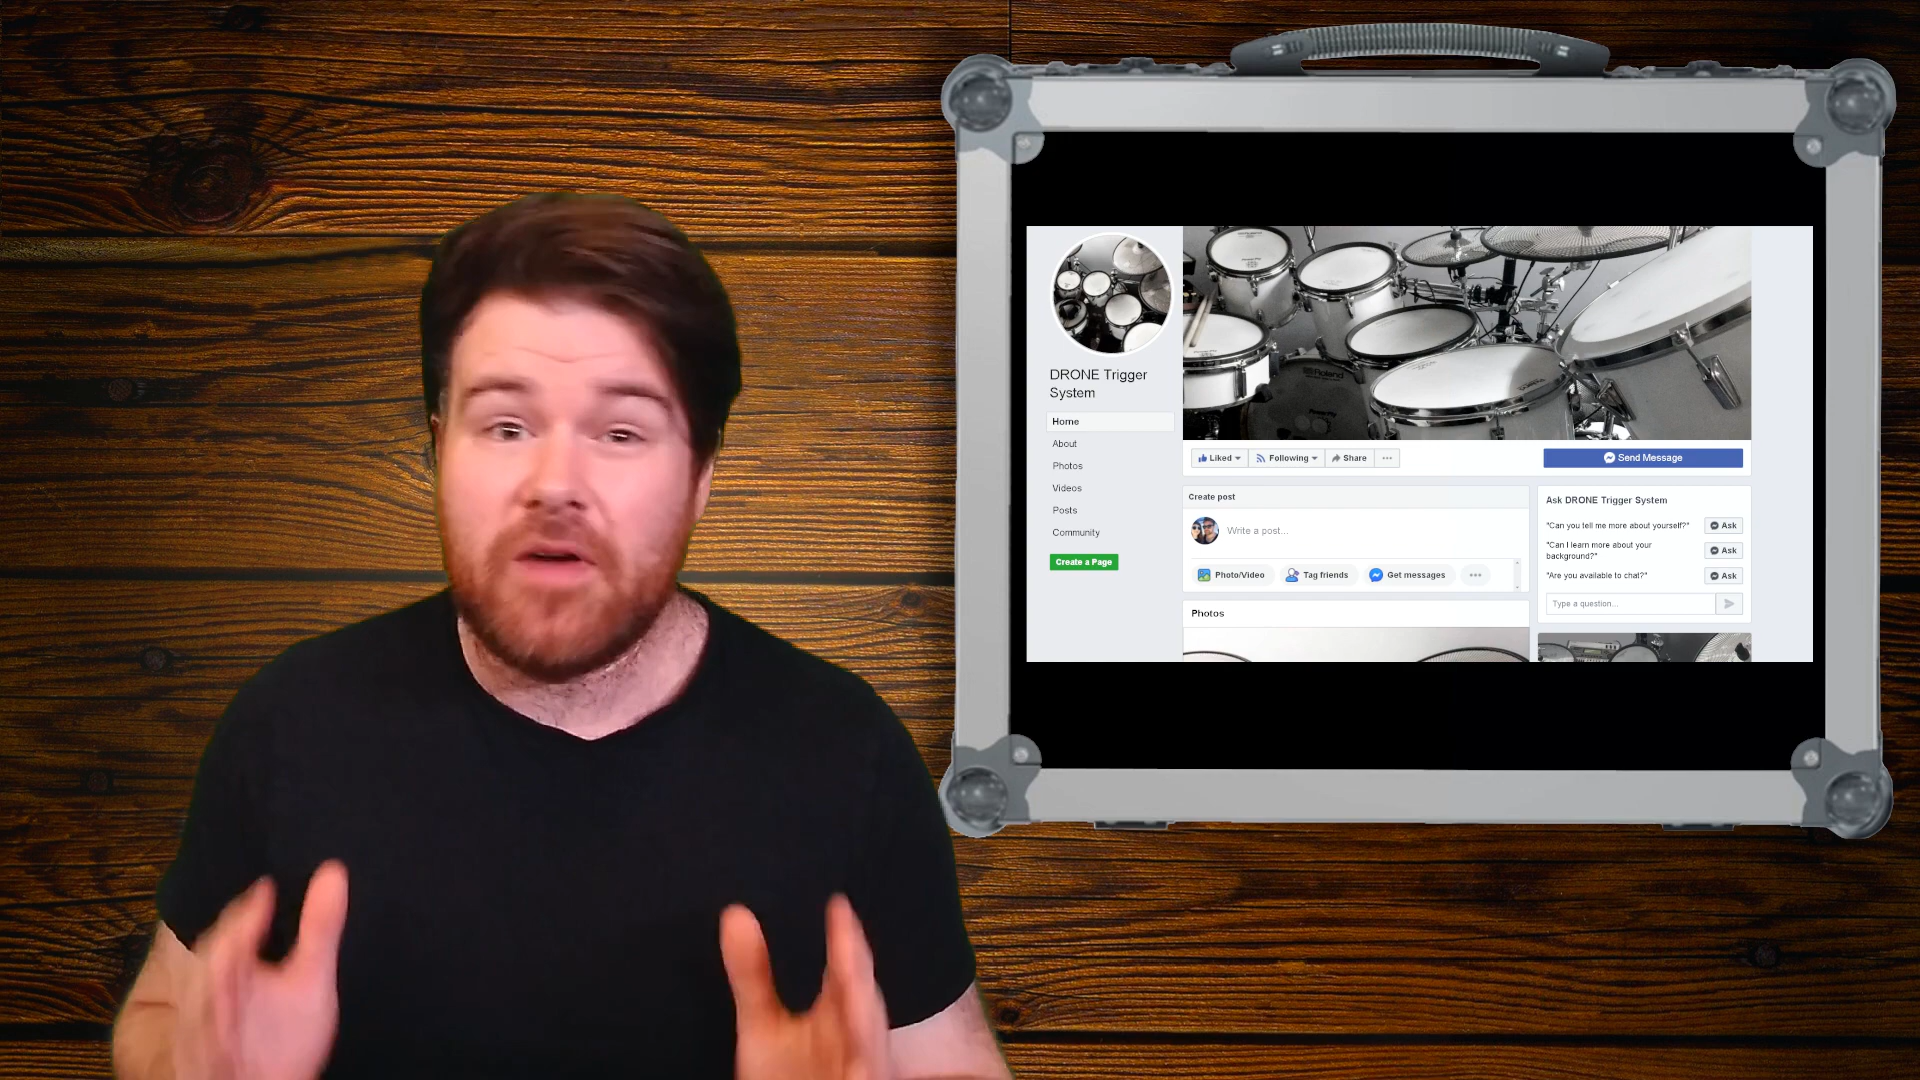 DRONE Trigger
System
Home
About
Photos
Videos
Posts
Community
Create a Page
Roland
Liked
Following
Share
Send Message
Create post
Write a post...
Photo/Video
Tag friends
Get messages
Photos
Ask DRONE Trigger System
"Can you tell me more about yourself?"
Ask
"Can I learn more about your
background?"
Ask
"Are you available to chat?"
Ask
Type a question...